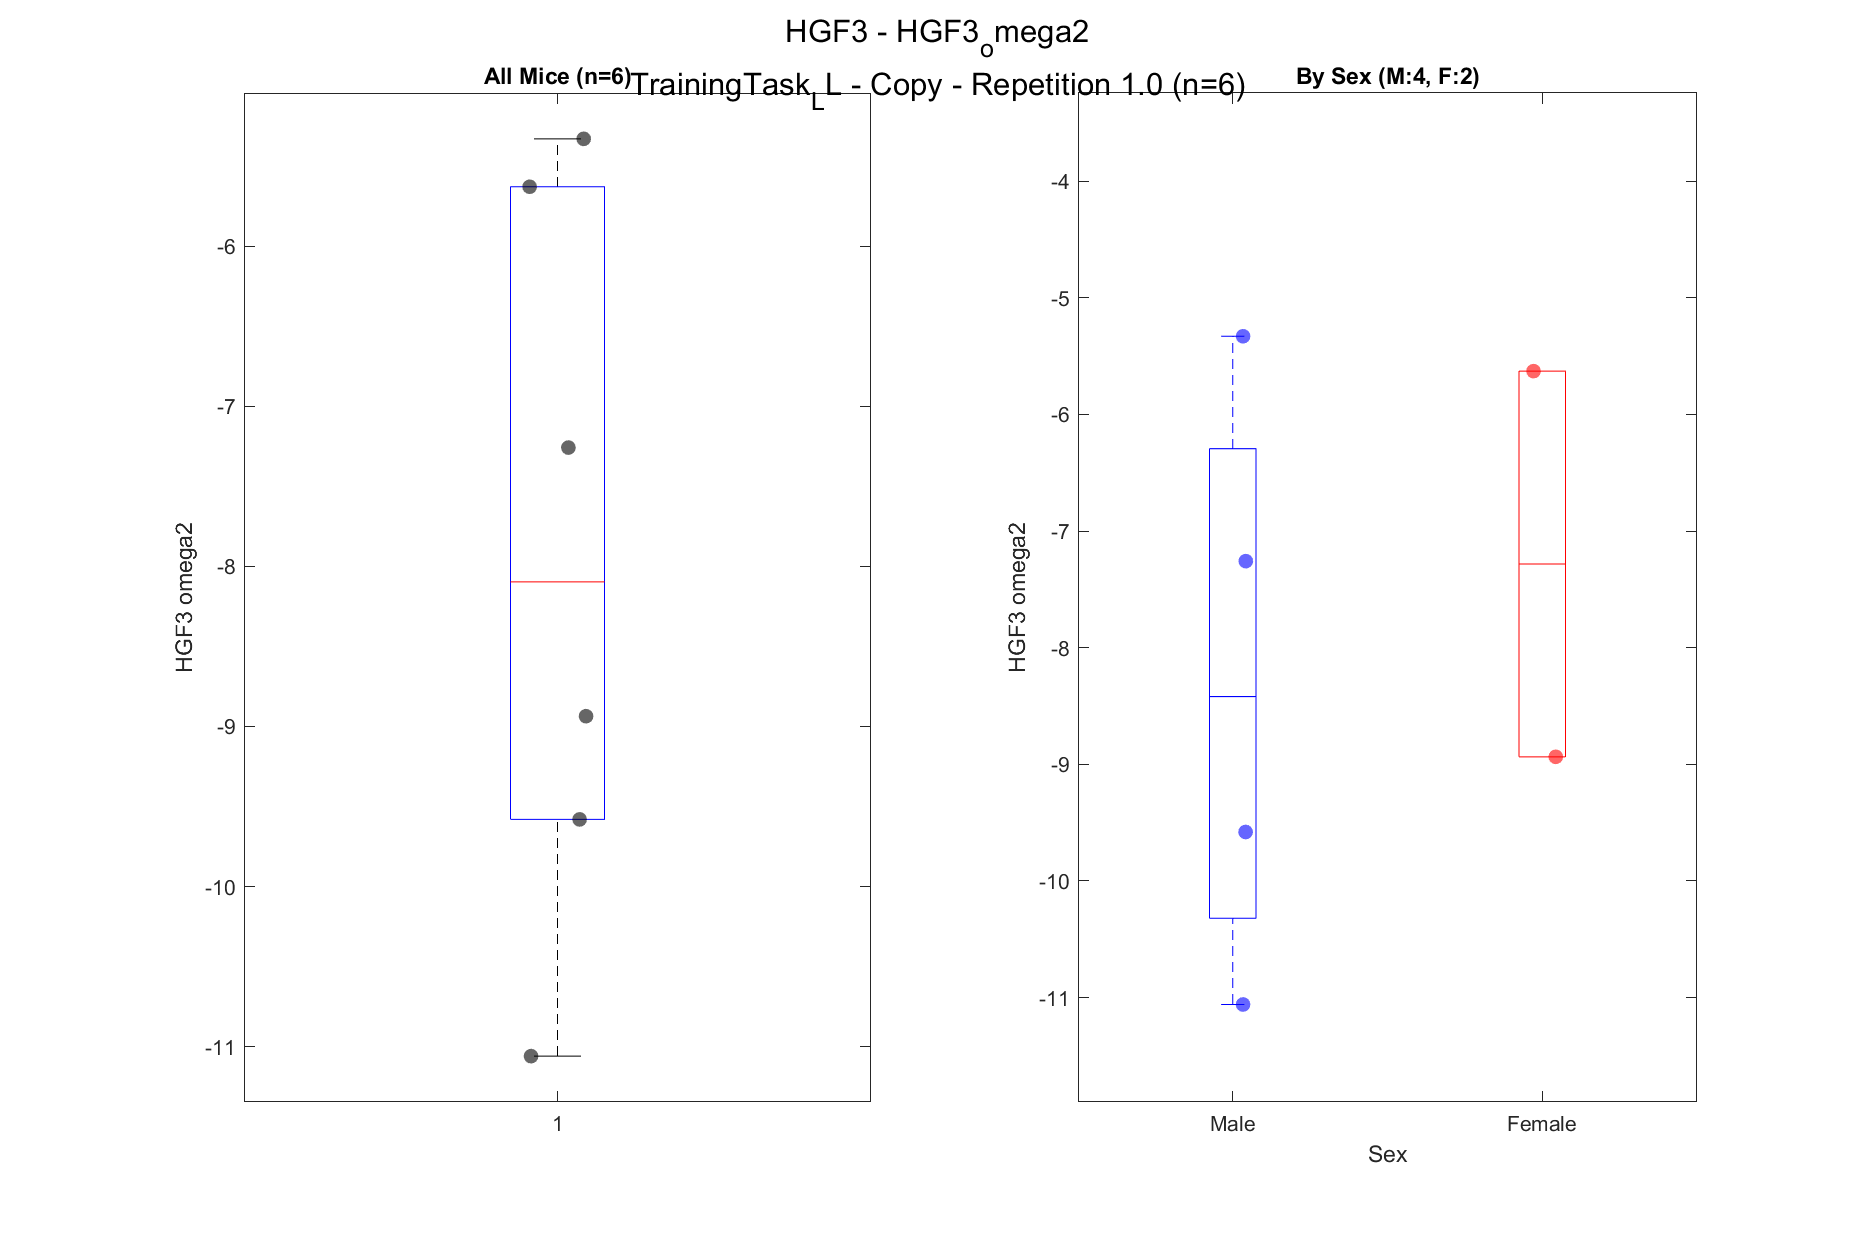 HGF3 - HGF3omega2
TrainingTaskLL - Copy - Repetition 1.0 (n=6)
All Mice (n=6)
HGF3 omega2
-6
-7
-8
-9
-10
-11
1
By Sex (M:4, F:2)
HGF3 omega2
-4
-5
-6
-7
-8
-9
-10
-11
Male Female
Sex